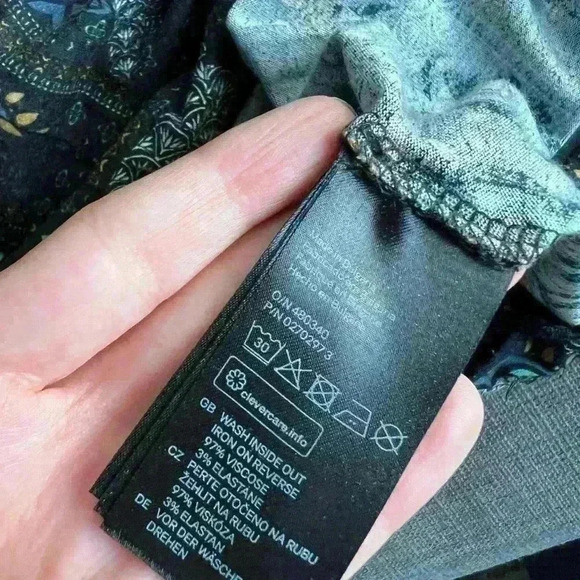 O/N 480340
P/N 0270297/3
30
clevercare.info
GB WASH INSIDE OUT
IRON ON REVERSE
97% VISCOSE
3% ELASTANE
CZ PERTE OTOČENO NA RUBU
ŽEHLIT NA RUBU
97% VISKÓZA
3% ELASTAN
DE VOR DER WÄSCHE
DREHEN